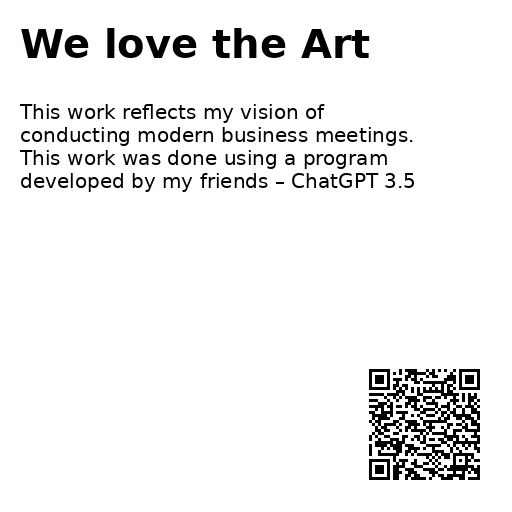 We love the Art
This work reflects my vision of
conducting modern business meetings.
This work was done using a program
developed by my friends – ChatGPT 3.5